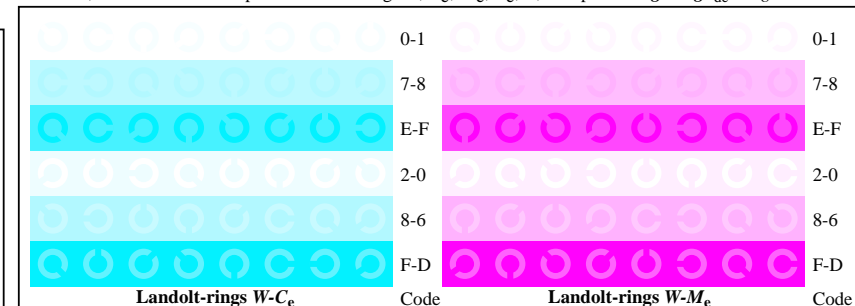 0-1 0-1
7-8 7-8
E-F E-F
2-0 2-0
8-6 8-6
F-D F-D
Landolt-rings W-Ce Code Landolt-rings W-Me Code